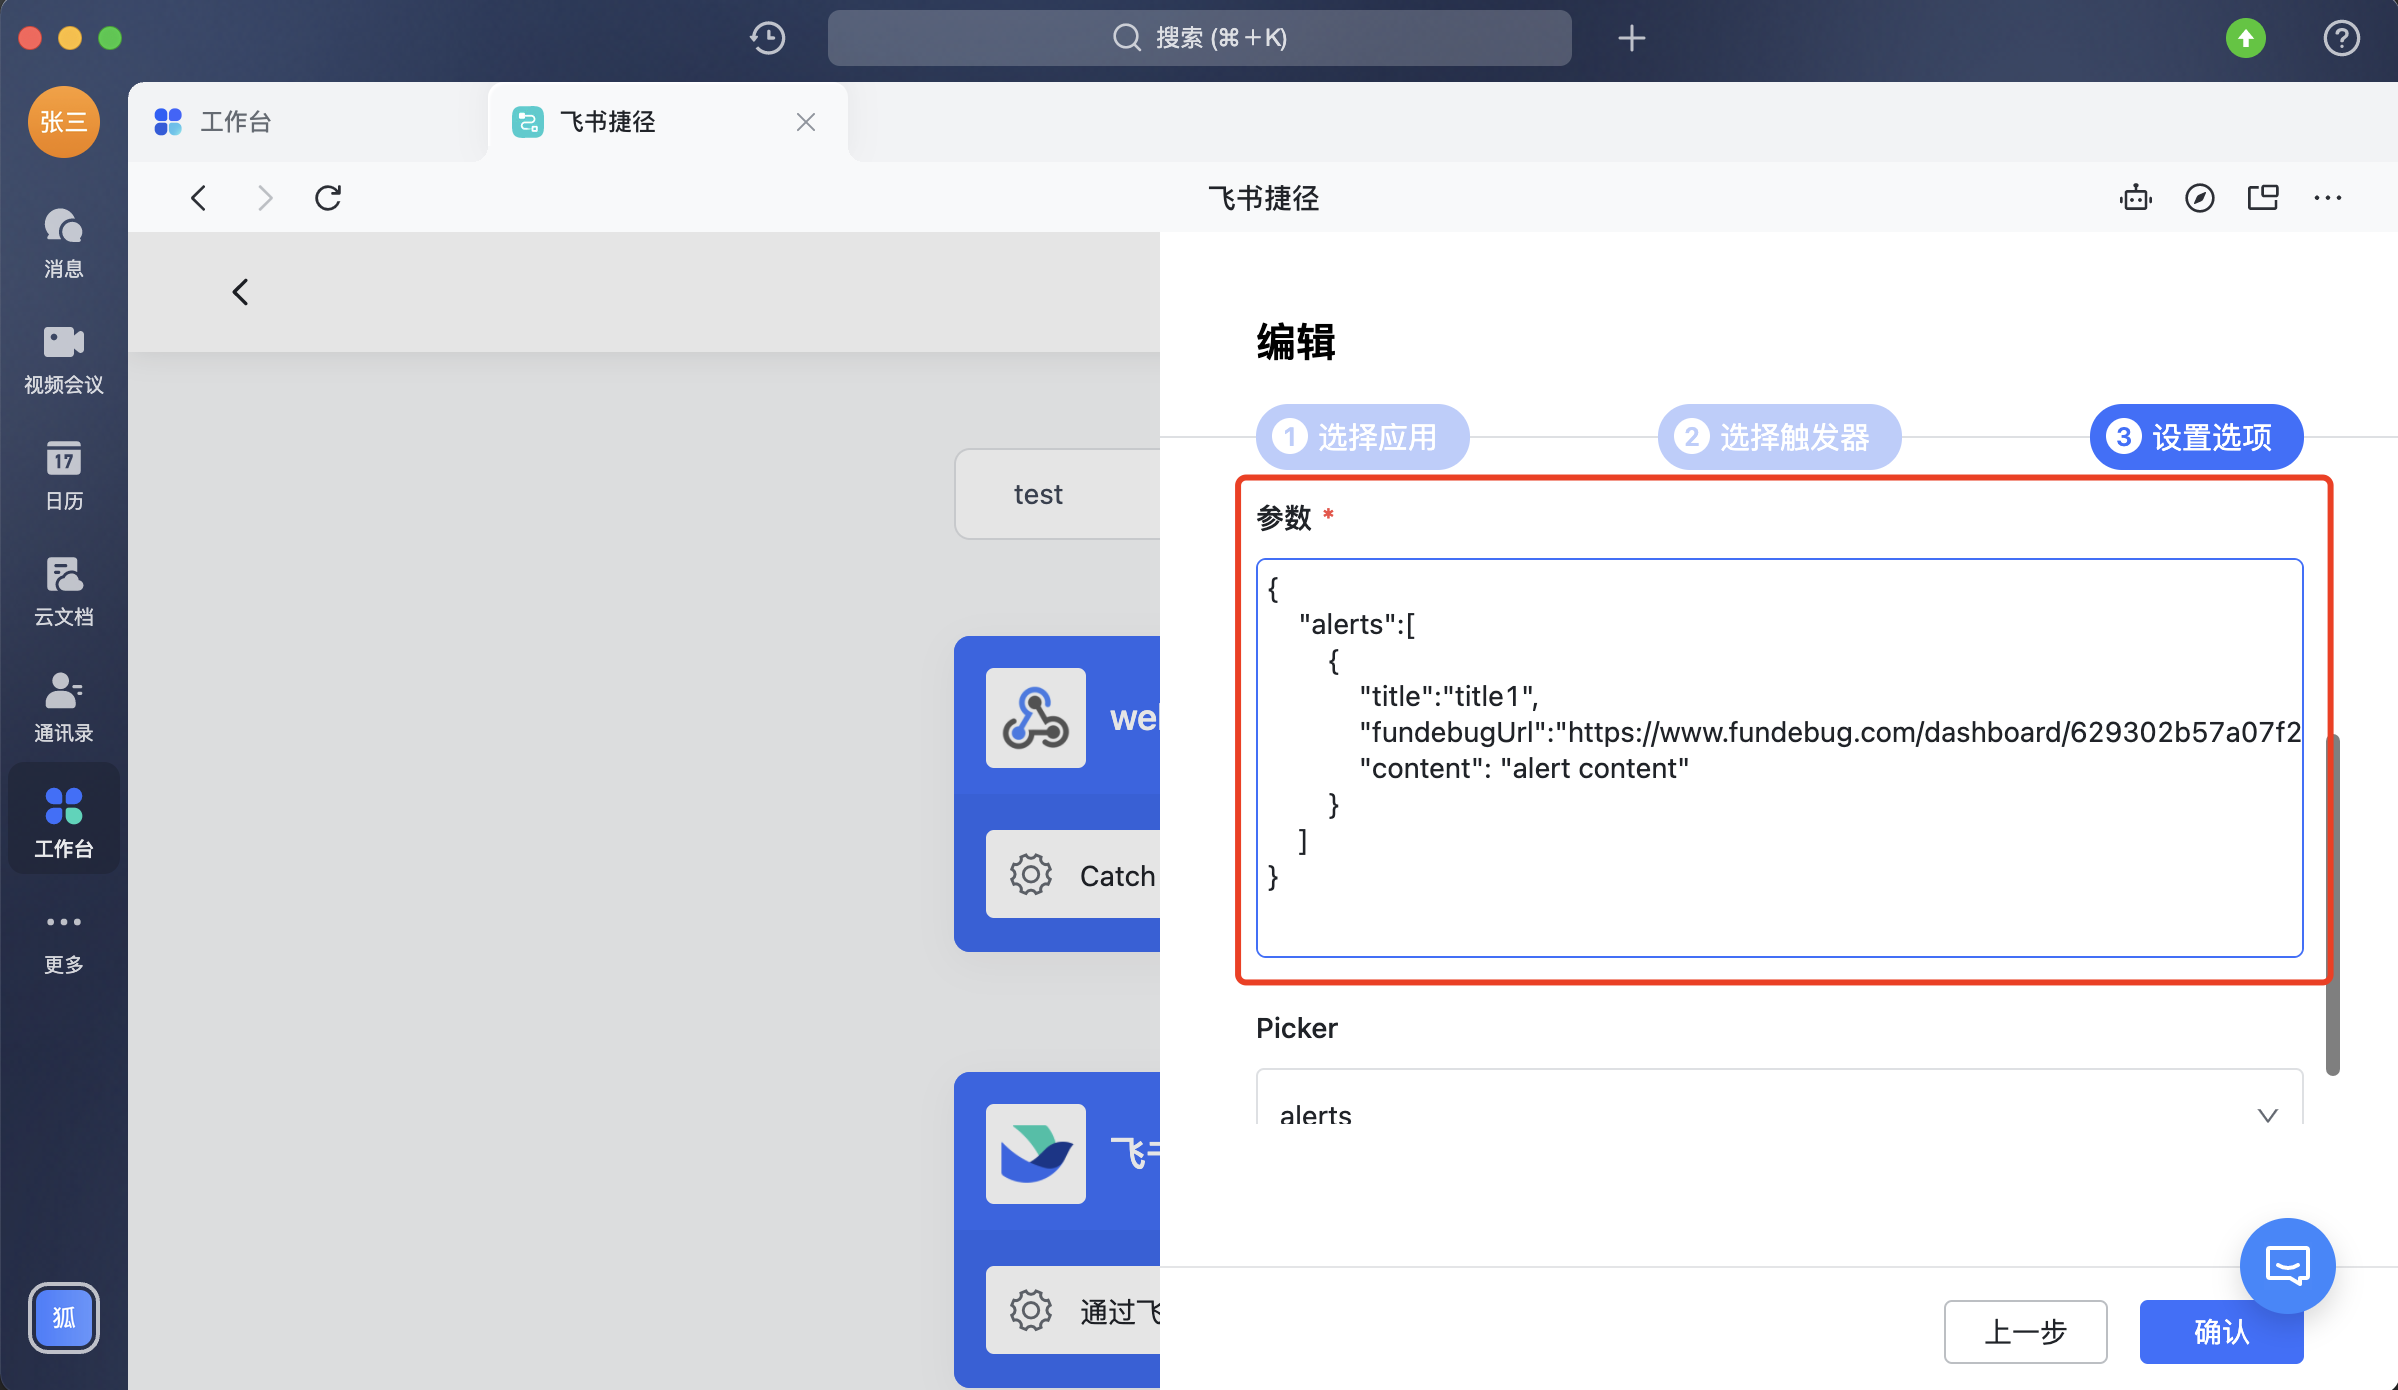 搜索 (⌘+K)
张三
工作台
飞书捷径
飞书捷径
消息
视频会议
17
日历
云文档
通讯录
工作台
更多
狐
test
Catch
通过飞
编辑
1 选择应用
2 选择触发器
3 设置选项
参数 *
{
"alerts":[
{
"title":"title1",
"fundebugUrl":"https://www.fundebug.com/dashboard/629302b57a07f2
"content": "alert content"
}
]
}
Picker
alerts
上一步
确认